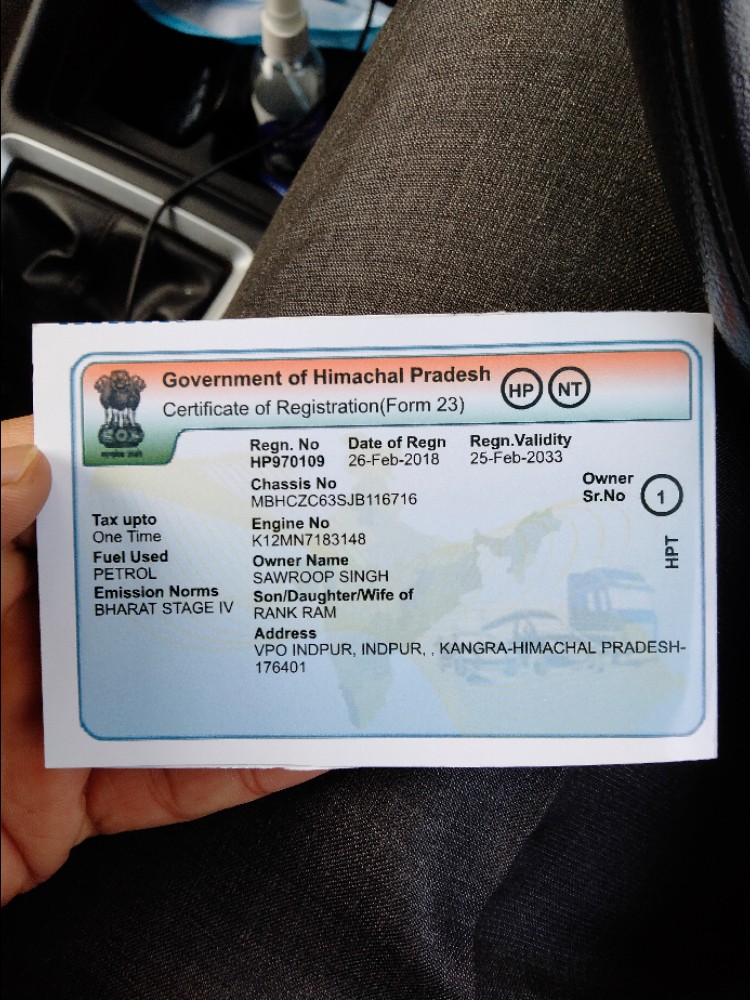 Government of Himachal Pradesh HP NT
Certificate of Registration(Form 23)
Regn. No Date of Regn Regn.Validity
HP970109 26-Feb-2018 25-Feb-2033
Chassis No
MBHCZC63SJB116716
Owner
Sr.No 1
HPT
Tax upto
One Time
Fuel Used
PETROL
Emission Norms
BHARAT STAGE IV
Engine No
K12MN7183148
Owner Name
SAWROOP SINGH
Son/Daughter/Wife of
RANK RAM
Address
VPO INDPUR, INDPUR, , KANGRA-HIMACHAL PRADESH-
176401